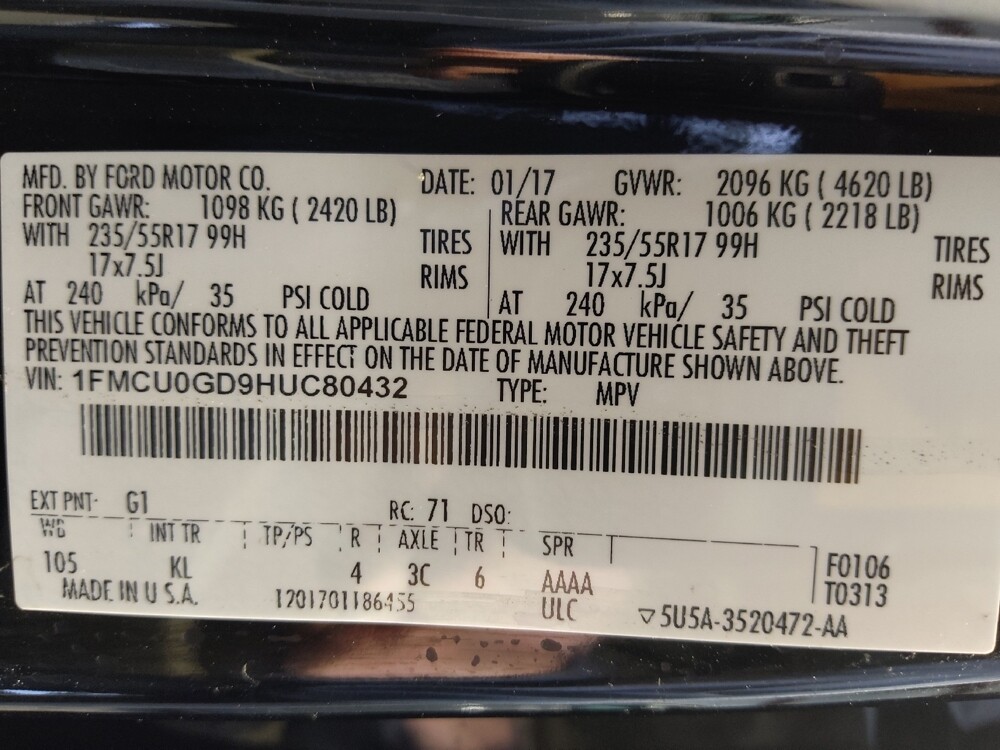 MFD. BY FORD MOTOR CO. DATE: 01/17 GVWR: 2096 KG ( 4620 LB)
FRONT GAWR: 1098 KG ( 2420 LB) REAR GAWR: 1006 KG ( 2218 LB)
WITH 235/55R17 99H TIRES WITH 235/55R17 99H TIRES
17x7.5J RIMS 17x7.5J RIMS
AT 240 kPa/ 35 PSI COLD AT 240 kPa/ 35 PSI COLD
THIS VEHICLE CONFORMS TO ALL APPLICABLE FEDERAL MOTOR VEHICLE SAFETY AND THEFT
PREVENTION STANDARDS IN EFFECT ON THE DATE OF MANUFACTURE SHOWN ABOVE.
VIN: 1FMCU0GD9HUC80432 TYPE: MPV
EXT PNT: G1 RC: 71 DSO:
WB INT TR TP/PS R AXLE TR SPR
105 KL 4 3C 6 AAAA F0106
MADE IN U.S.A. 1201701186455 ULC T0313
▽5U5A-3520472-AA